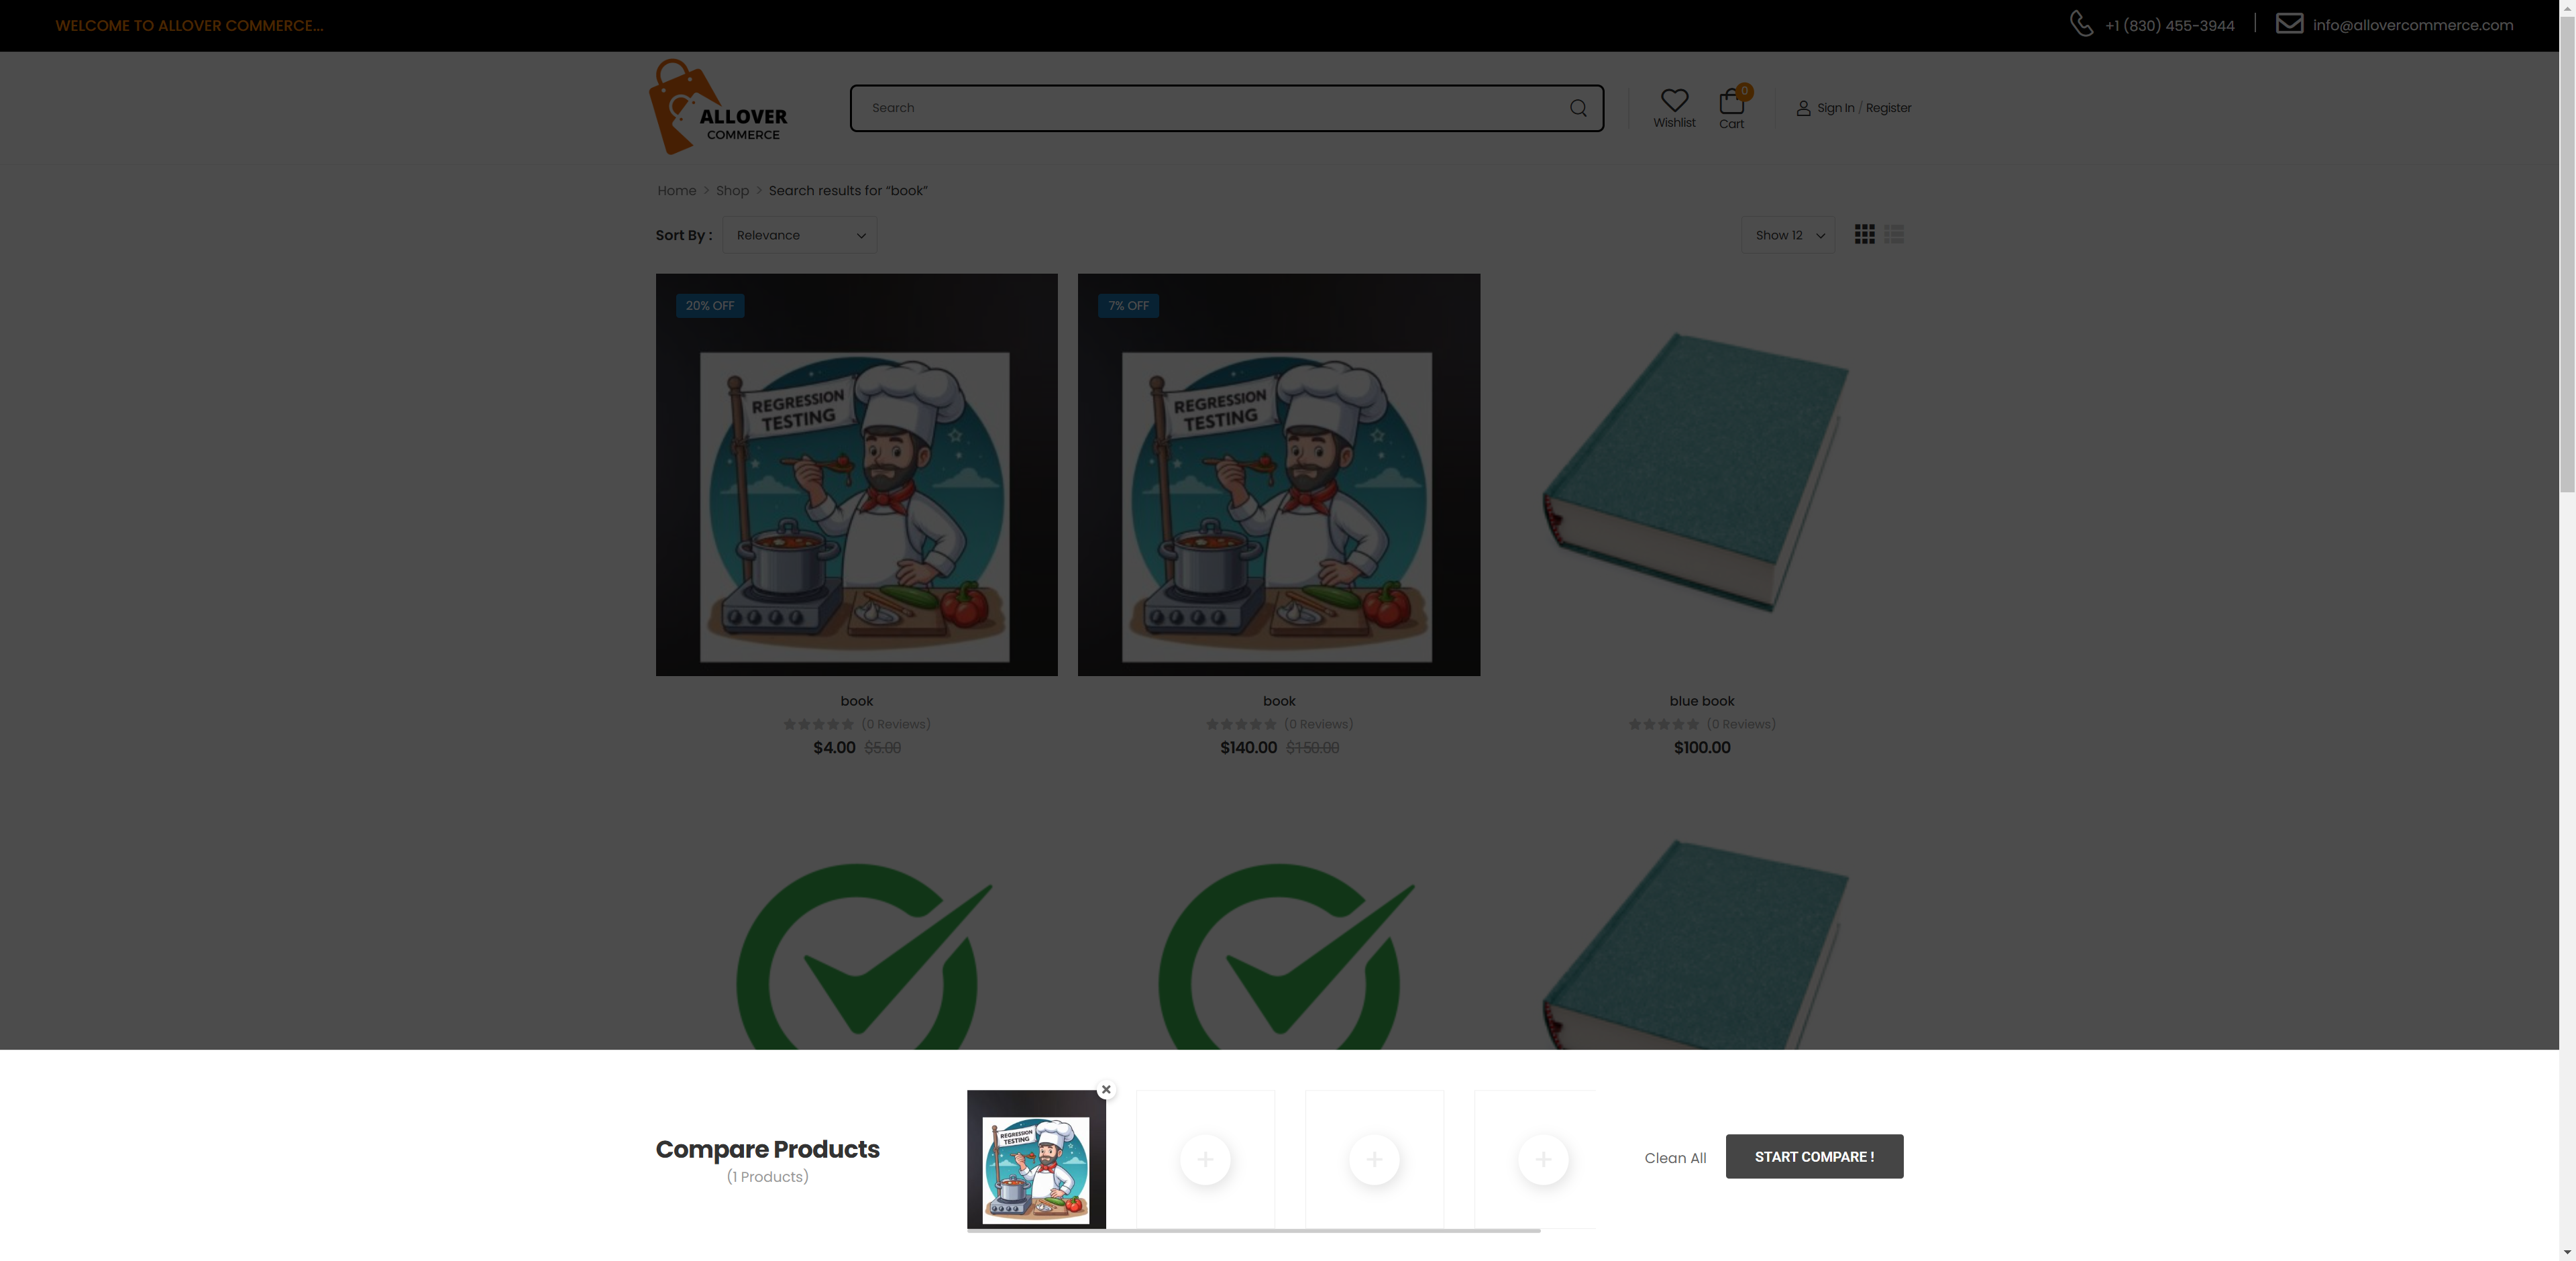 WELCOME TO ALLOVER COMMERCE...
+1 (830) 455-3944
info@allovercommerce.com
ALLOVER
COMMERCE
Search
Wishlist
0
Cart
Sign In / Register
Home > Shop > Search results for “book”
Sort By :
Relevance
Show 12
20% OFF
REGRESSION
TESTING
7% OFF
REGRESSION
TESTING
book
(0 Reviews)
$4.00 $5.00
book
(0 Reviews)
$140.00 $150.00
blue book
(0 Reviews)
$100.00
Compare Products
(1 Products)
REGRESSION
TESTING
Clean All
START COMPARE !